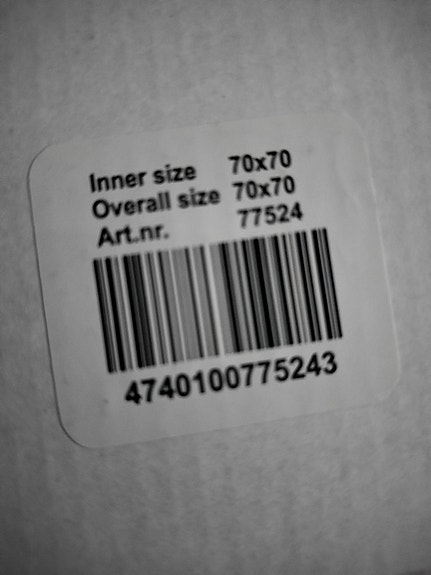 Inner size 70x70
Overall size 70x70
Art.nr. 77524
4740100775243